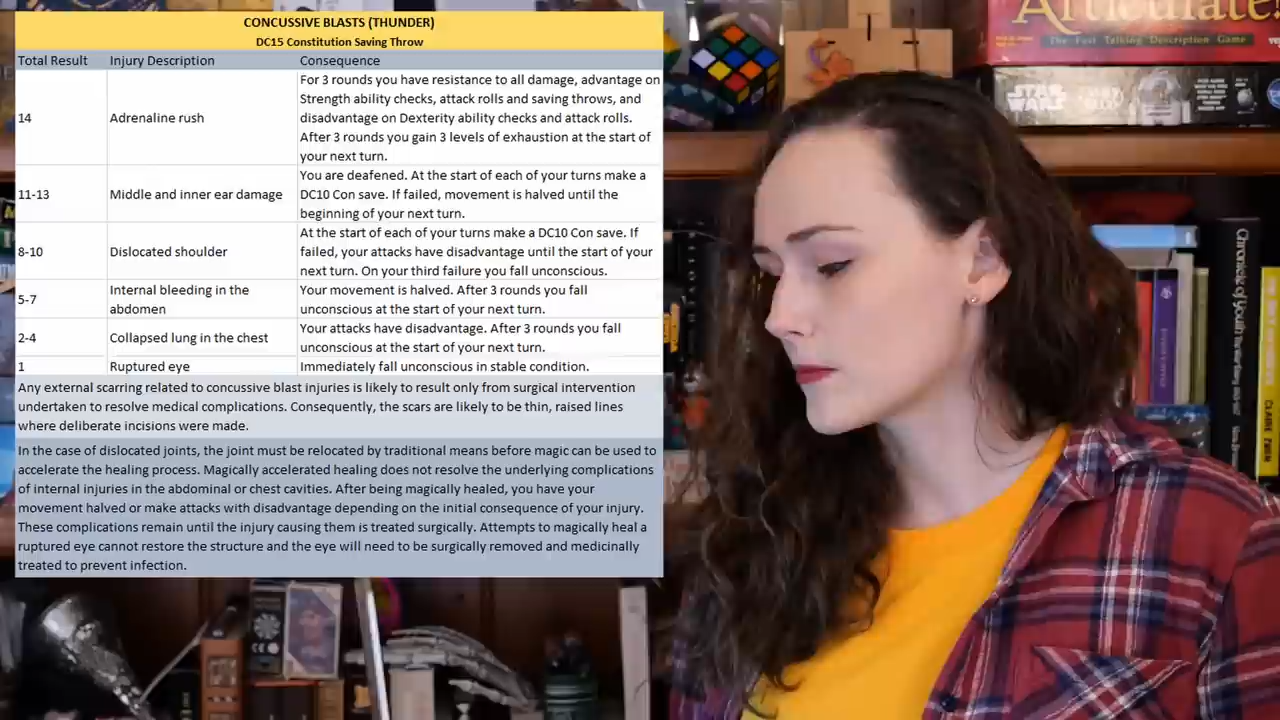 CONCUSSIVE BLASTS (THUNDER)
DC15 Constitution Saving Throw
Total Result Injury Description Consequence
14 Adrenaline rush For 3 rounds you have resistance to all damage, advantage on
Strength ability checks, attack rolls and saving throws, and
disadvantage on Dexterity ability checks and attack rolls.
After 3 rounds you gain 3 levels of exhaustion at the start of
your next turn.
11-13 Middle and inner ear damage You are deafened. At the start of each of your turns make a
DC10 Con save. If failed, movement is halved until the
beginning of your next turn.
8-10 Dislocated shoulder At the start of each of your turns make a DC10 Con save. If
failed, your attacks have disadvantage until the start of your
next turn. On your third failure you fall unconscious.
5-7 Internal bleeding in the
abdomen Your movement is halved. After 3 rounds you fall
unconscious at the start of your next turn.
2-4 Collapsed lung in the chest Your attacks have disadvantage. After 3 rounds you fall
unconscious at the start of your next turn.
1 Ruptured eye Immediately fall unconscious in stable condition.
Any external scarring related to concussive blast injuries is likely to result only from surgical intervention
undertaken to resolve medical complications. Consequently, the scars are likely to be thin, raised lines
where deliberate incisions were made.
In the case of dislocated joints, the joint must be relocated by traditional means before magic can be used to
accelerate the healing process. Magically accelerated healing does not resolve the underlying complications
of internal injuries in the abdominal or chest cavities. After being magically healed, you have your
movement halved or make attacks with disadvantage depending on the initial consequence of your injury.
These complications remain until the injury causing them is treated surgically. Attempts to magically heal a
ruptured eye cannot restore the structure and the eye will need to be surgically removed and medicinally
treated to prevent infection.
Articulate!
The Fast Talking Description Game
STAR
WARS
Chronicle of Youth